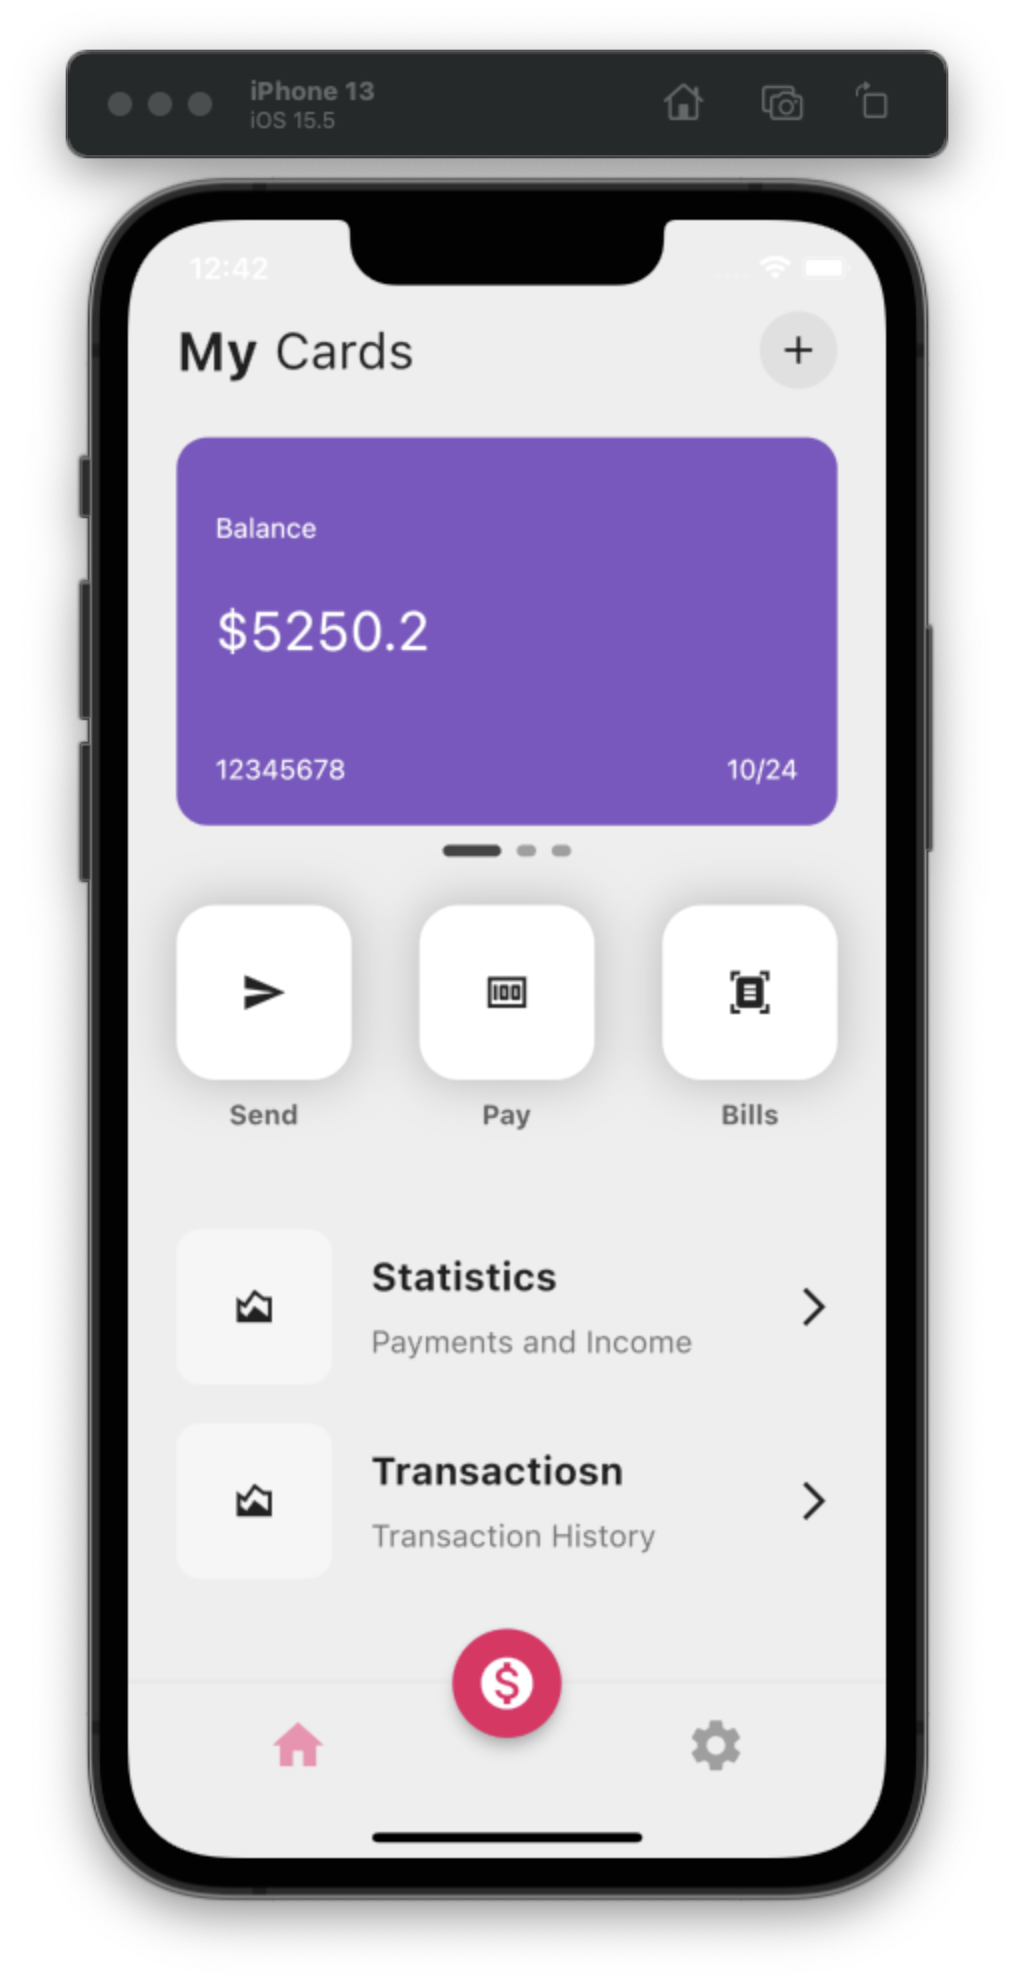 iPhone 13
iOS 15.5
12:42
My Cards
Balance
$5250.2
12345678 10/24
100
Send Pay Bills
Statistics
Payments and Income
Transactiosn
Transaction History
$